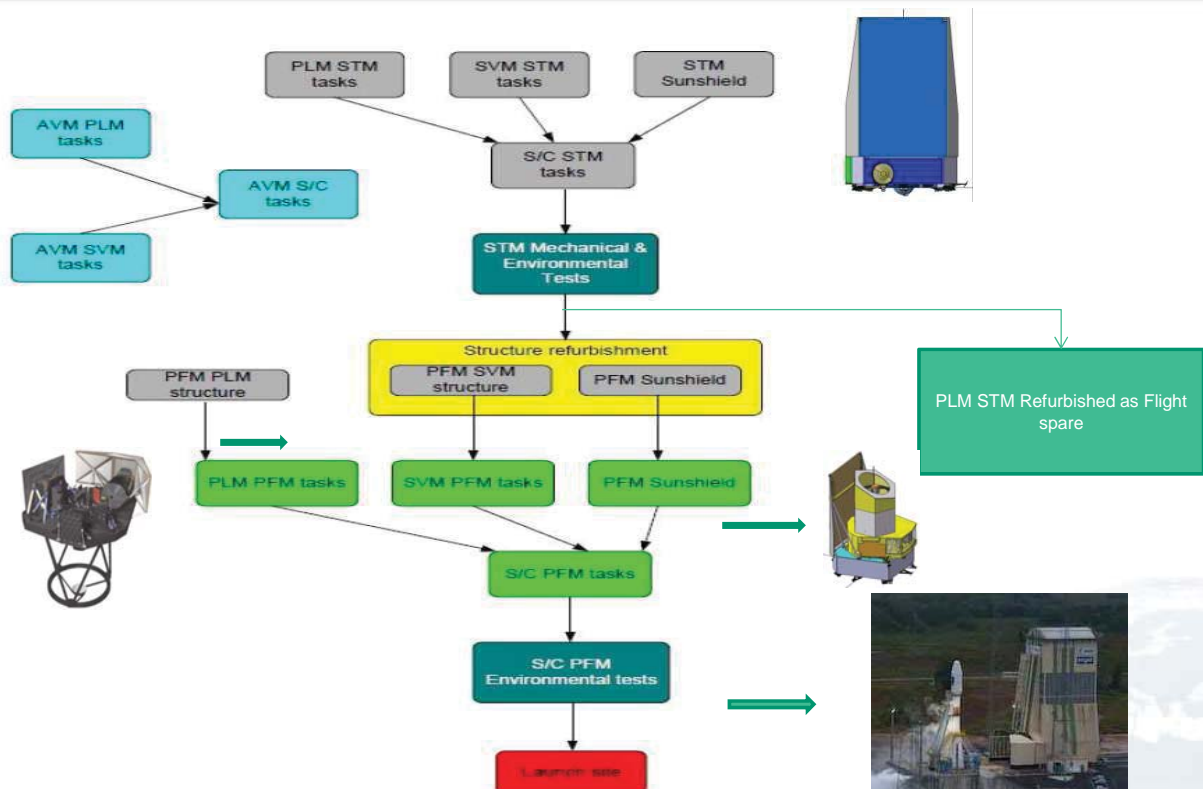 PLM STM
tasks
SVM STM
tasks
STM
Sunshield
AVM PLM
tasks
S/C STM
tasks
AVM S/C
tasks
AVM SVM
tasks
STM Mechanical &
Environmental
Tests
Structure refurbishment
PFM PLM
structure
PFM SVM
structure
PFM Sunshield
PLM STM Refurbished as Flight
spare
PLM PFM tasks
SVM PFM tasks
PFM Sunshield
S/C PFM tasks
S/C PFM
Environmental tests
Launch site